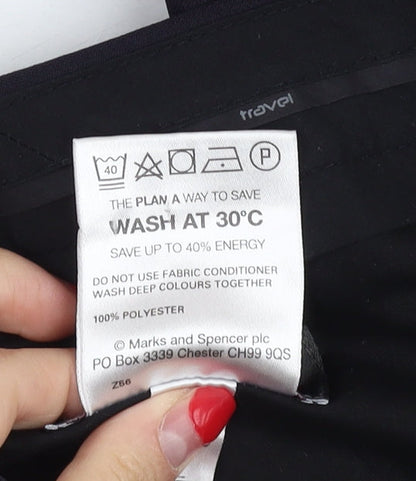 travel
40
P
THE PLAN A WAY TO SAVE
WASH AT 30°C
SAVE UP TO 40% ENERGY
DO NOT USE FABRIC CONDITIONER
WASH DEEP COLOURS TOGETHER
100% POLYESTER
© Marks and Spencer plc
PO Box 3339 Chester CH99 9QS
Z66